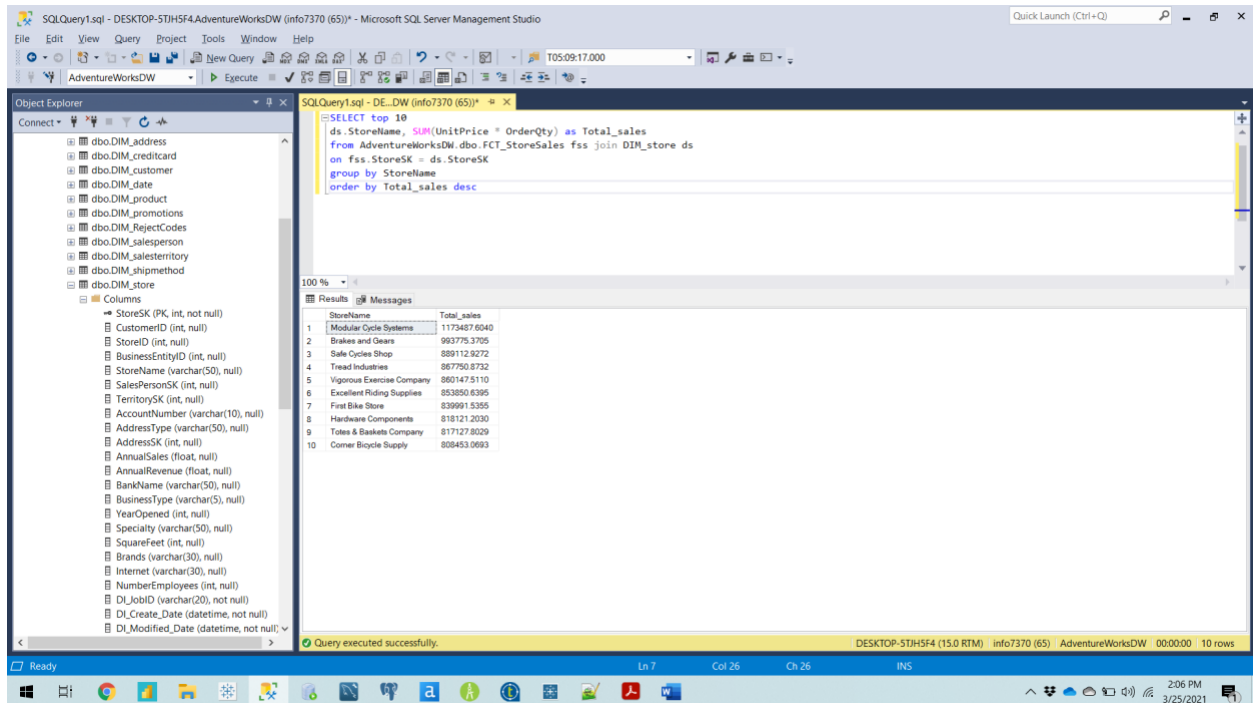 SQLQuery1.sql - DESKTOP-5TJH5F4.AdventureWorksDW (info7370 (65))* - Microsoft SQL Server Management Studio
Quick Launch (Ctrl+Q)
File Edit View Query Project Tools Window Help
New Query
T05:09:17.000
AdventureWorksDW
Execute
Object Explorer
Connect
dbo.DIM_address
dbo.DIM_creditcard
dbo.DIM_customer
dbo.DIM_date
dbo.DIM_product
dbo.DIM_promotions
dbo.DIM_RejectCodes
dbo.DIM_salesperson
dbo.DIM_salesterritory
dbo.DIM_shipmethod
dbo.DIM_store
Columns
StoreSK (PK, int, not null)
CustomerID (int, null)
StoreID (int, null)
BusinessEntityID (int, null)
StoreName (varchar(50), null)
SalesPersonSK (int, null)
TerritorySK (int, null)
AccountNumber (varchar(10), null)
AddressType (varchar(50), null)
AddressSK (int, null)
AnnualSales (float, null)
AnnualRevenue (float, null)
BankName (varchar(50), null)
BusinessType (varchar(5), null)
YearOpened (int, null)
Specialty (varchar(50), null)
SquareFeet (int, null)
Brands (varchar(30), null)
Internet (varchar(30), null)
NumberEmployees (int, null)
DI_JobID (varchar(20), not null)
DI_Create_Date (datetime, not null)
DI_Modified_Date (datetime, not null)
SQLQuery1.sql - DE...DW (info7370 (65))*
SELECT top 10
ds.StoreName, SUM(UnitPrice * OrderQty) as Total_sales
from AdventureWorksDW.dbo.FCT_StoreSales fss join DIM_store ds
on fss.StoreSK = ds.StoreSK
group by StoreName
order by Total_sales desc
100 %
Results Messages
StoreName Total_sales
1 Modular Cycle Systems 1173487.6040
2 Brakes and Gears 993775.3705
3 Safe Cycles Shop 889112.9272
4 Tread Industries 867750.8732
5 Vigorous Exercise Company 860147.5110
6 Excellent Riding Supplies 853850.6395
7 First Bike Store 839991.5355
8 Hardware Components 818121.2030
9 Totes & Baskets Company 817127.8029
10 Corner Bicycle Supply 808453.0693
Query executed successfully. DESKTOP-5TJH5F4 (15.0 RTM) info7370 (65) AdventureWorksDW 00:00:00 10 rows
Ready Ln 7 Col 26 Ch 26 INS
2:06 PM
3/25/2021